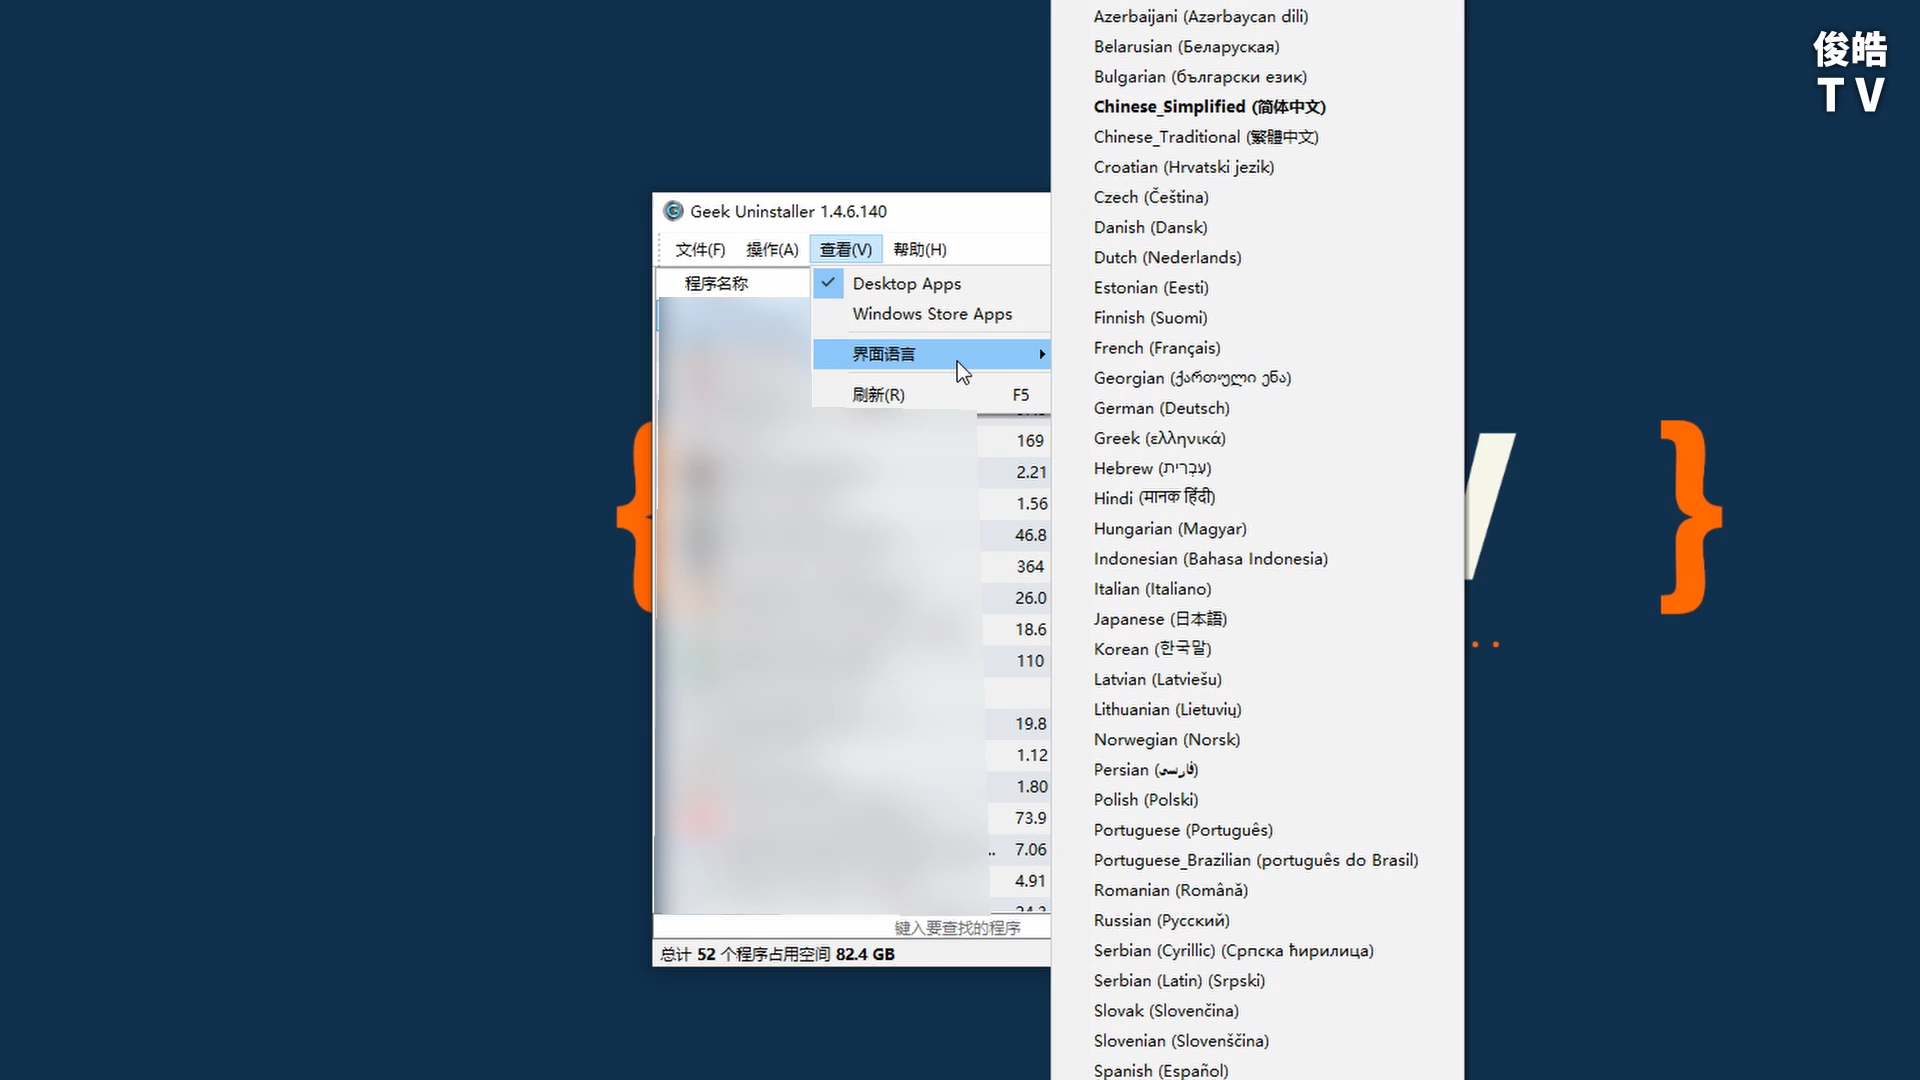 俊皓
TV
Geek Uninstaller 1.4.6.140
文件(F) 操作(A) 查看(V) 帮助(H)
程序名称
Desktop Apps
Windows Store Apps
界面语言
刷新(R) F5
169
2.21
1.56
46.8
364
26.0
18.6
110
19.8
1.12
1.80
73.9
.. 7.06
4.91
键入要查找的程序
总计 52 个程序占用空间 82.4 GB
Azerbaijani (Azərbaycan dili)
Belarusian (Беларуская)
Bulgarian (български език)
Chinese_Simplified (简体中文)
Chinese_Traditional (繁體中文)
Croatian (Hrvatski jezik)
Czech (Čeština)
Danish (Dansk)
Dutch (Nederlands)
Estonian (Eesti)
Finnish (Suomi)
French (Français)
Georgian (ქართული ენა)
German (Deutsch)
Greek (ελληνικά)
Hebrew (עִבְרִית)
Hindi (मानक हिंदी)
Hungarian (Magyar)
Indonesian (Bahasa Indonesia)
Italian (Italiano)
Japanese (日本語)
Korean (한국말)
Latvian (Latviešu)
Lithuanian (Lietuvių)
Norwegian (Norsk)
Persian (فارسی)
Polish (Polski)
Portuguese (Português)
Portuguese_Brazilian (português do Brasil)
Romanian (Română)
Russian (Русский)
Serbian (Cyrillic) (Српска ћирилица)
Serbian (Latin) (Srpski)
Slovak (Slovenčina)
Slovenian (Slovenščina)
Spanish (Español)
{
}